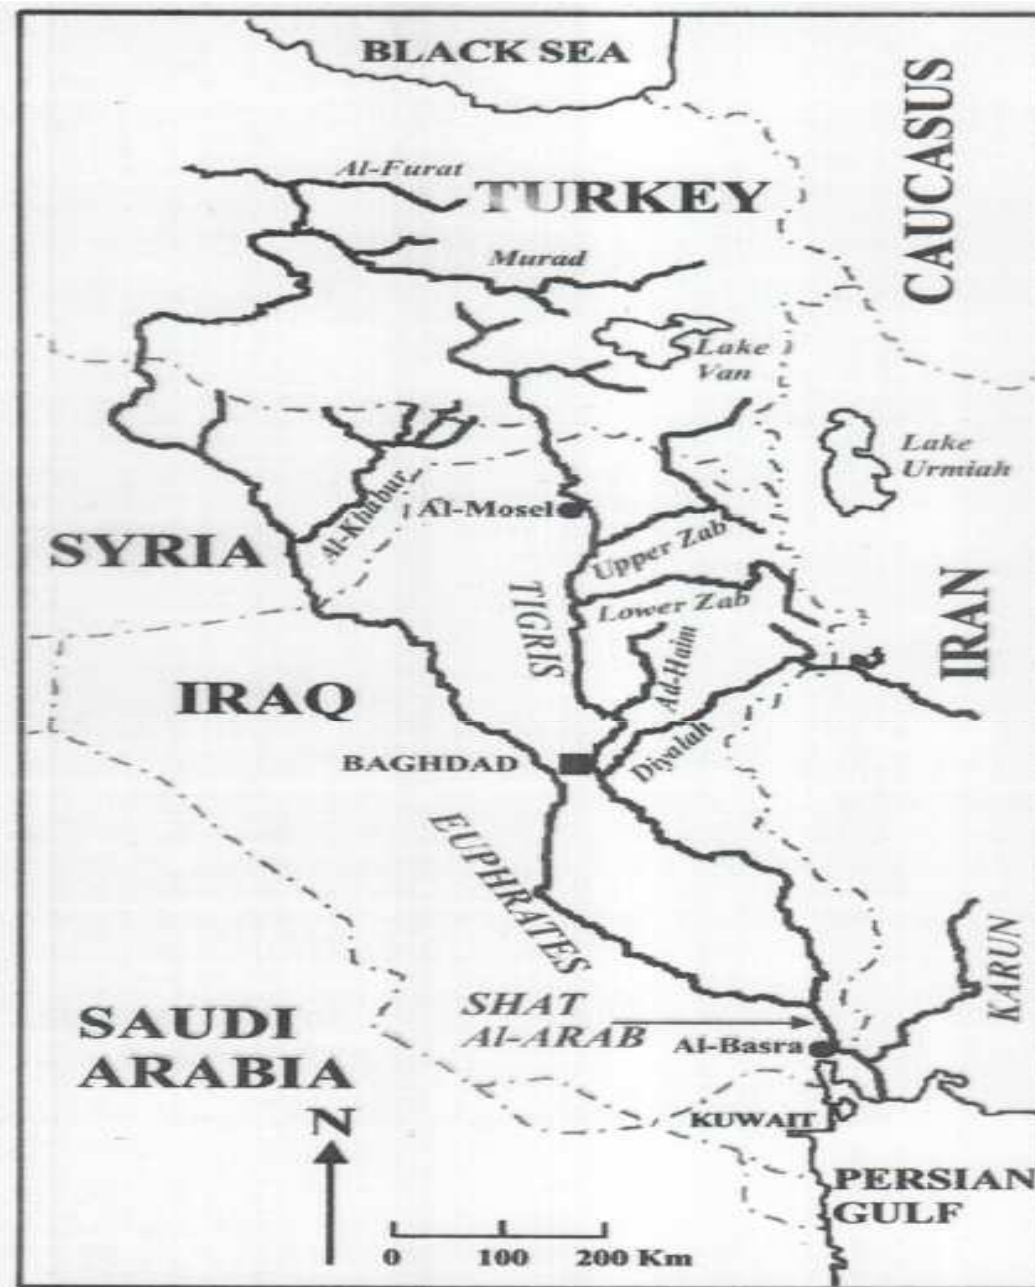 BLACK SEA
CAUCASUS
Al-Furat
TURKEY
Murad
Lake
Van
Lake
Urmiah
Al-Khabur
Al-Mosel
SYRIA
Upper Zab
TIGRIS
Lower Zab
IRAN
Ad-Haim
IRAQ
Diyalah
BAGHDAD
EUPHRATES
KARUN
SHAT
Al-ARAB
SAUDI
ARABIA
Al-Basra
N
KUWAIT
PERSIAN
GULF
0 100 200 Km